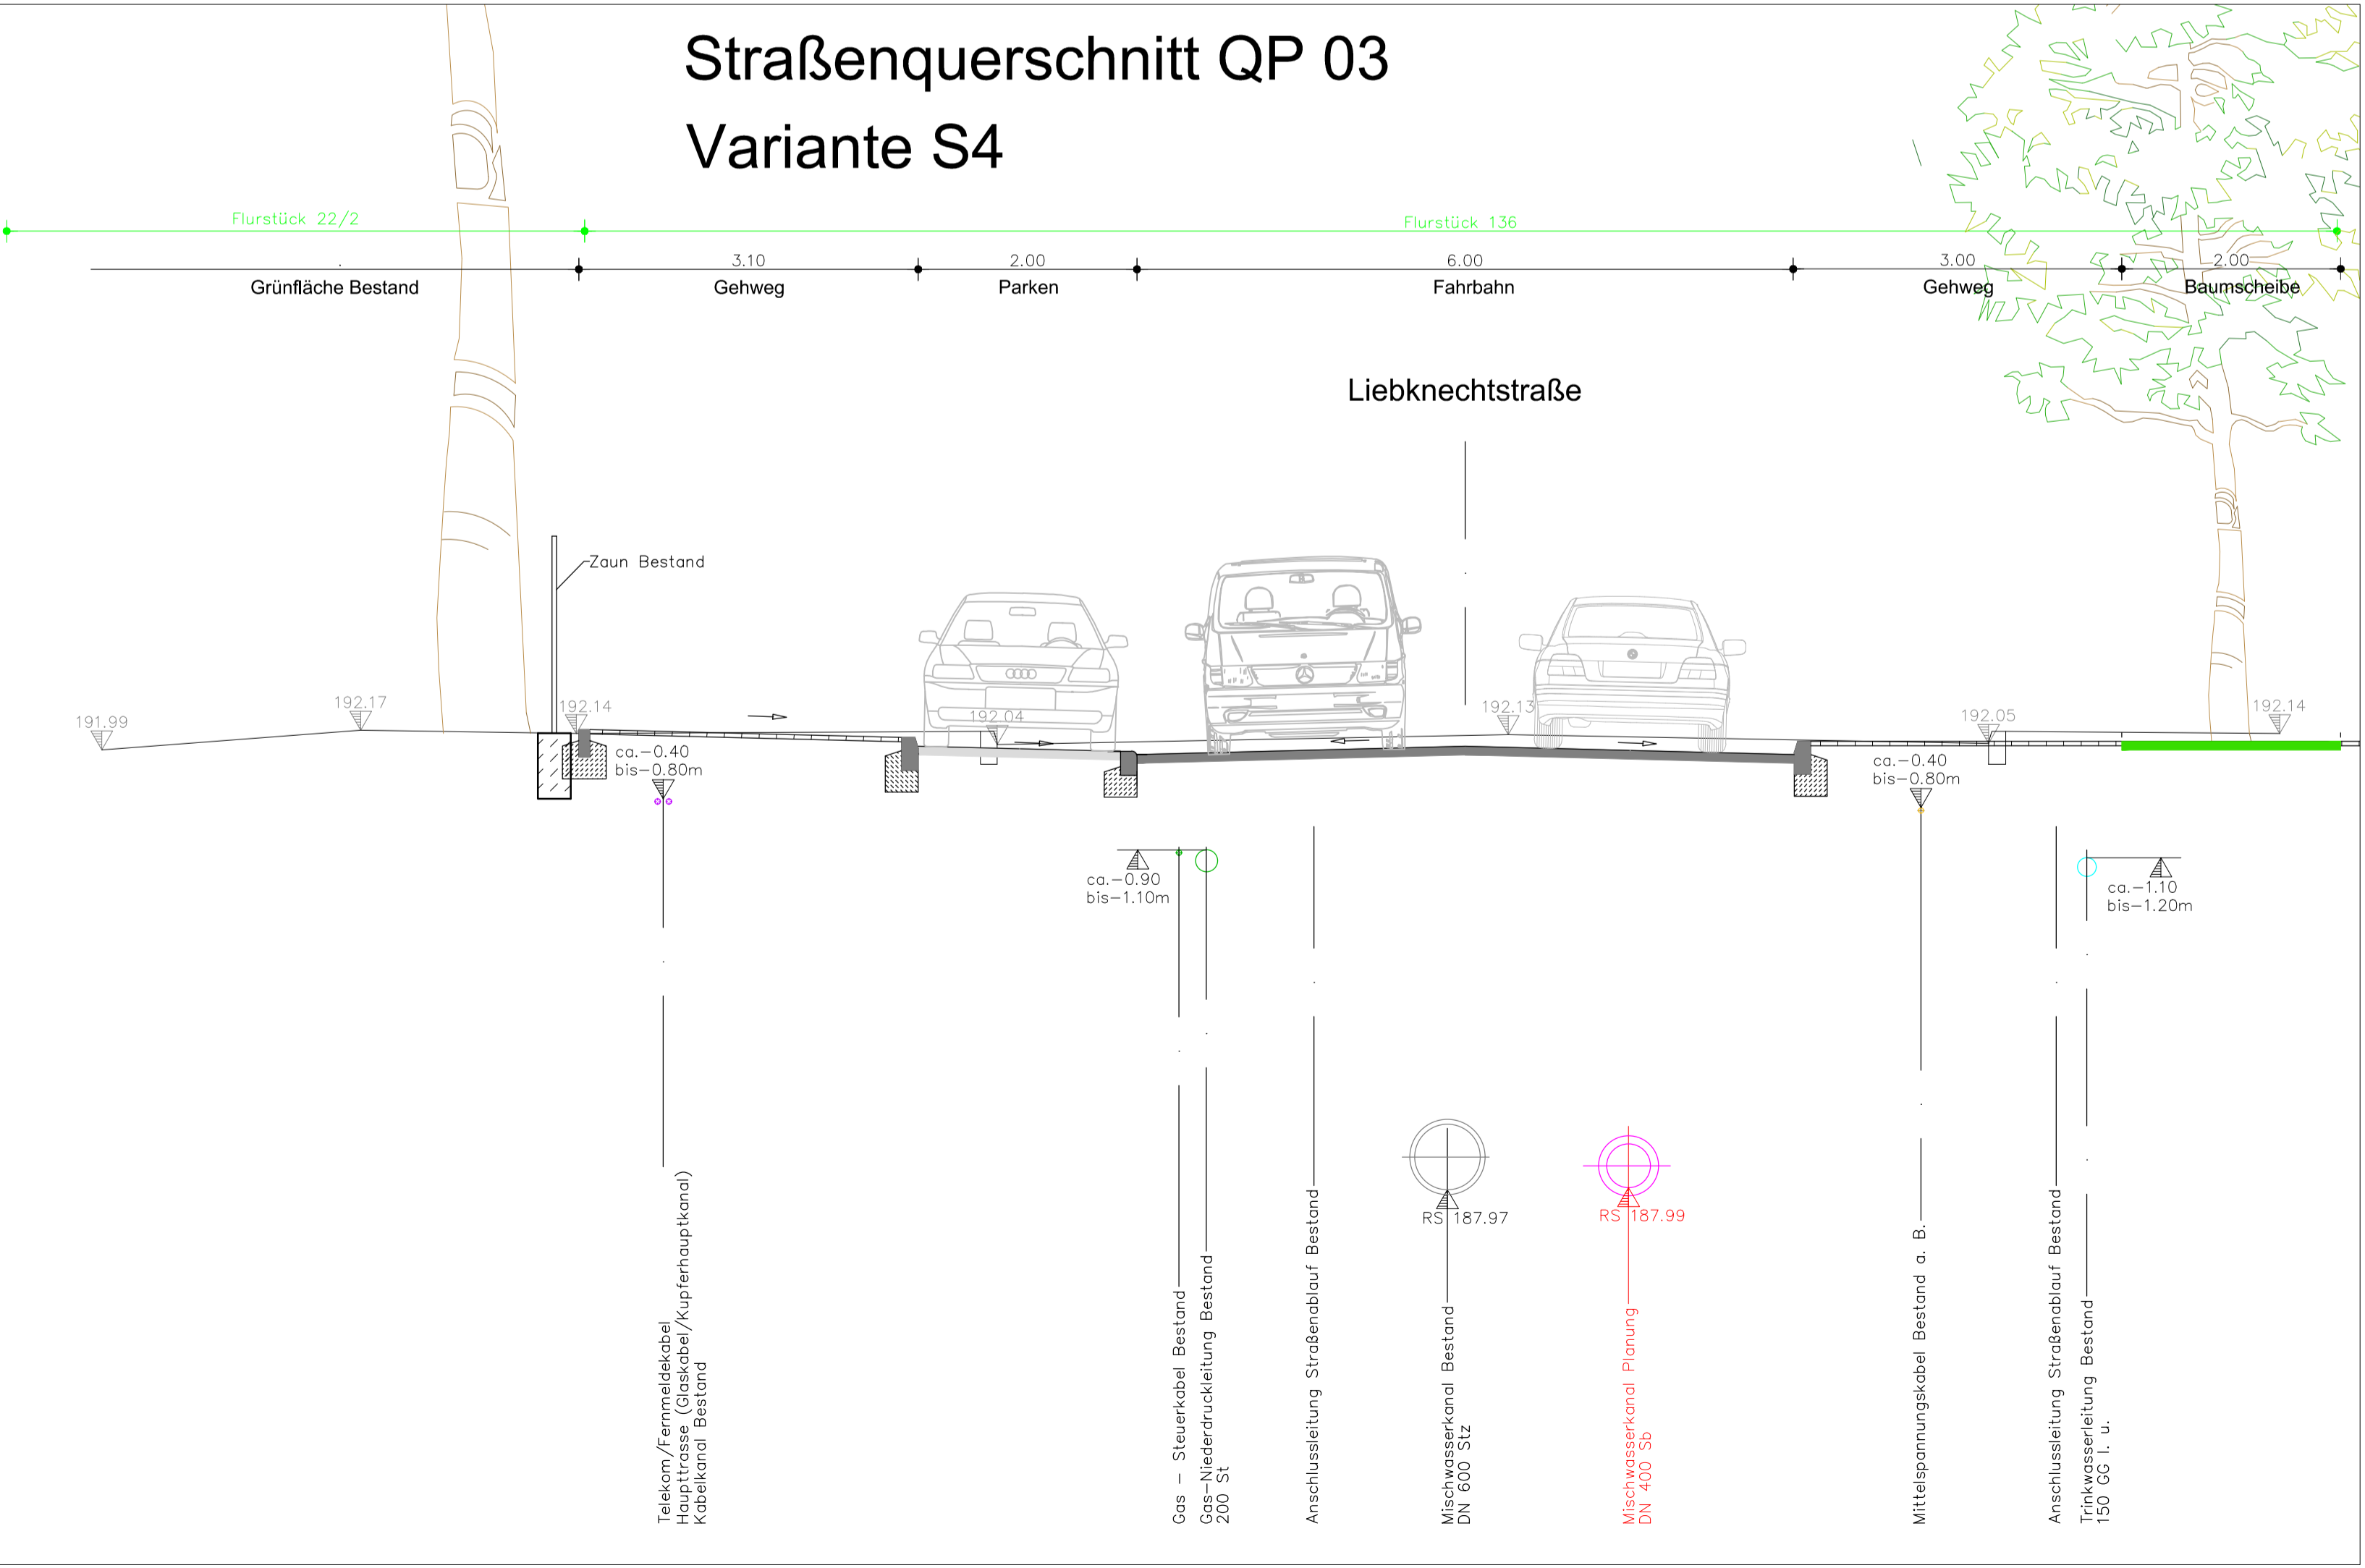 Straßenquerschnitt QP 03
Variante S4
Flurstück 22/2
Flurstück 136
3.10
2.00
6.00
3.00
2.00
Grünfläche Bestand
Gehweg
Parken
Fahrbahn
Gehweg
Baumscheibe
Liebknechtstraße
Zaun Bestand
191.99
192.17
192.14
192.04
192.13
192.05
192.14
ca.-0.40
bis-0.80m
ca.-0.40
bis-0.80m
ca.-0.90
bis-1.10m
ca.-1.10
bis-1.20m
RS 187.97
RS 187.99
Telekom/Fernmeldekabel
Haupttrasse (Glaskabel/Kupferhauptkanal)
Kabelkanal Bestand
Gas - Steuerkabel Bestand
Gas-Niederdruckleitung Bestand
200 St
Anschlussleitung Straßenablauf Bestand
Mischwasserkanal Bestand
DN 600 Stz
Mischwasserkanal Planung
DN 400 Sb
Mittelspannungskabel Bestand a. B.
Anschlussleitung Straßenablauf Bestand
Trinkwasserleitung Bestand
150 GG l. u.